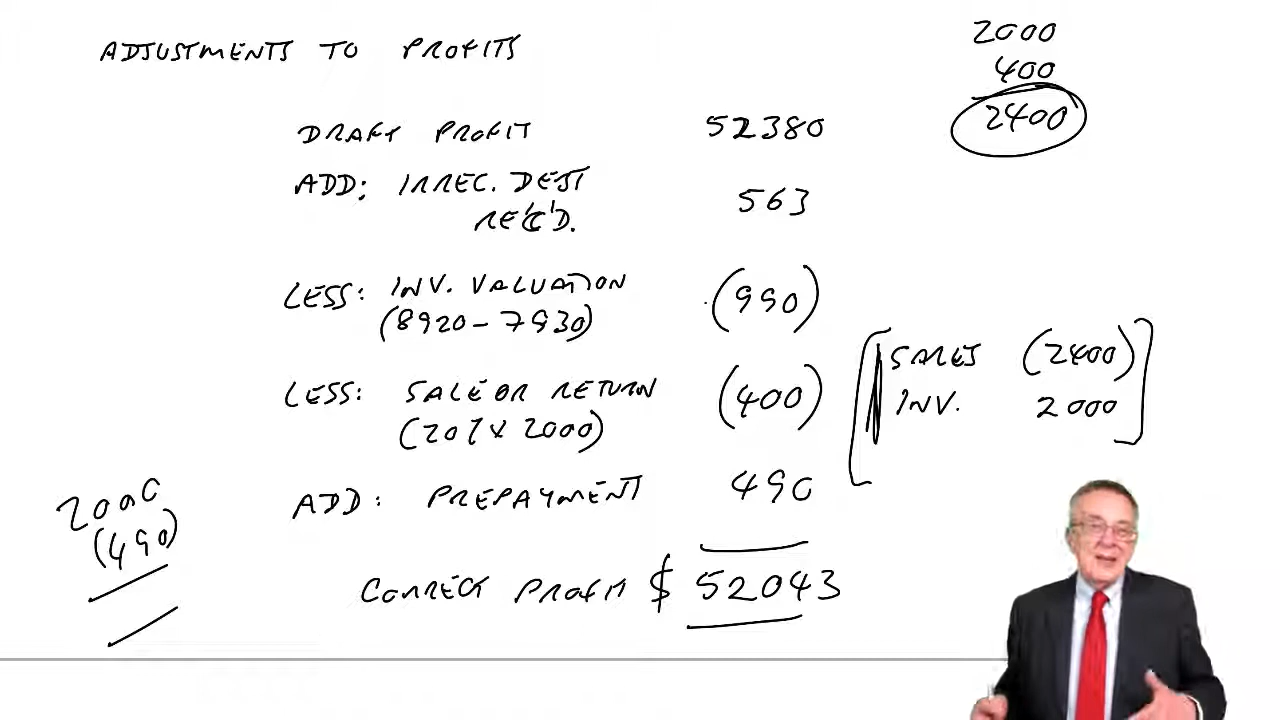 ADJUSTMENTS TO PROFITS
2000
400
2400
DRAFT PROFIT 52380
ADD: IRREC. DEBT
REC'D. 563
LESS: INV. VALUATION (990)
(8920-7930)
LESS: SALE OR RETURN (400)
(20% x 2000)
[SALES (2400)
INV. 2000]
ADD: PREPAYMENT 490
2000
(490)
CORRECT PROFIT $ 52043